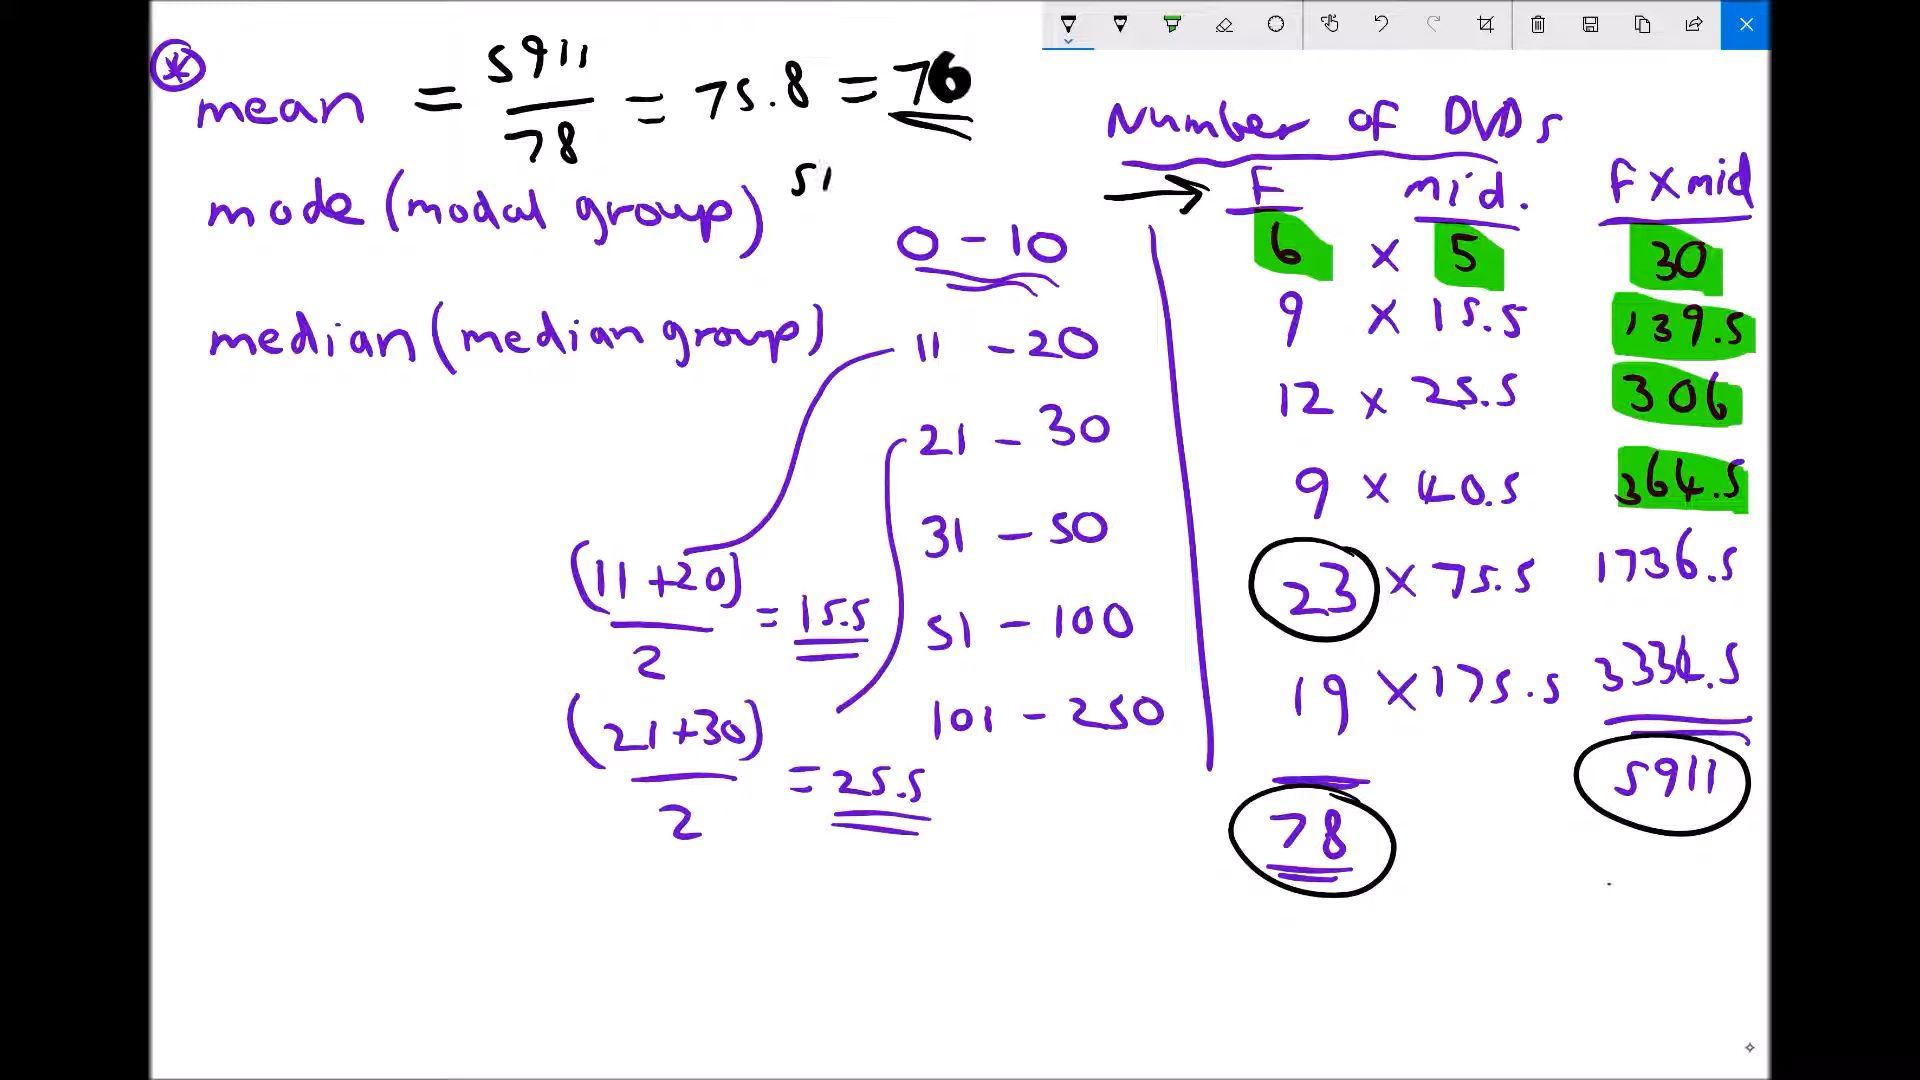 mean = 5911 / 78 = 75.8 = 76
mode (modal group) 51
median (median group)
(11 + 20) / 2 = 15.5
(21 + 30) / 2 = 25.5
Number of DVDs
F mid. F x mid
0 - 10 6 x 5 30
11 - 20 9 x 15.5 139.5
21 - 30 12 x 25.5 306
31 - 50 9 x 40.5 364.5
51 - 100 23 x 75.5 1736.5
101 - 250 19 x 175.5 3334.5
78 5911